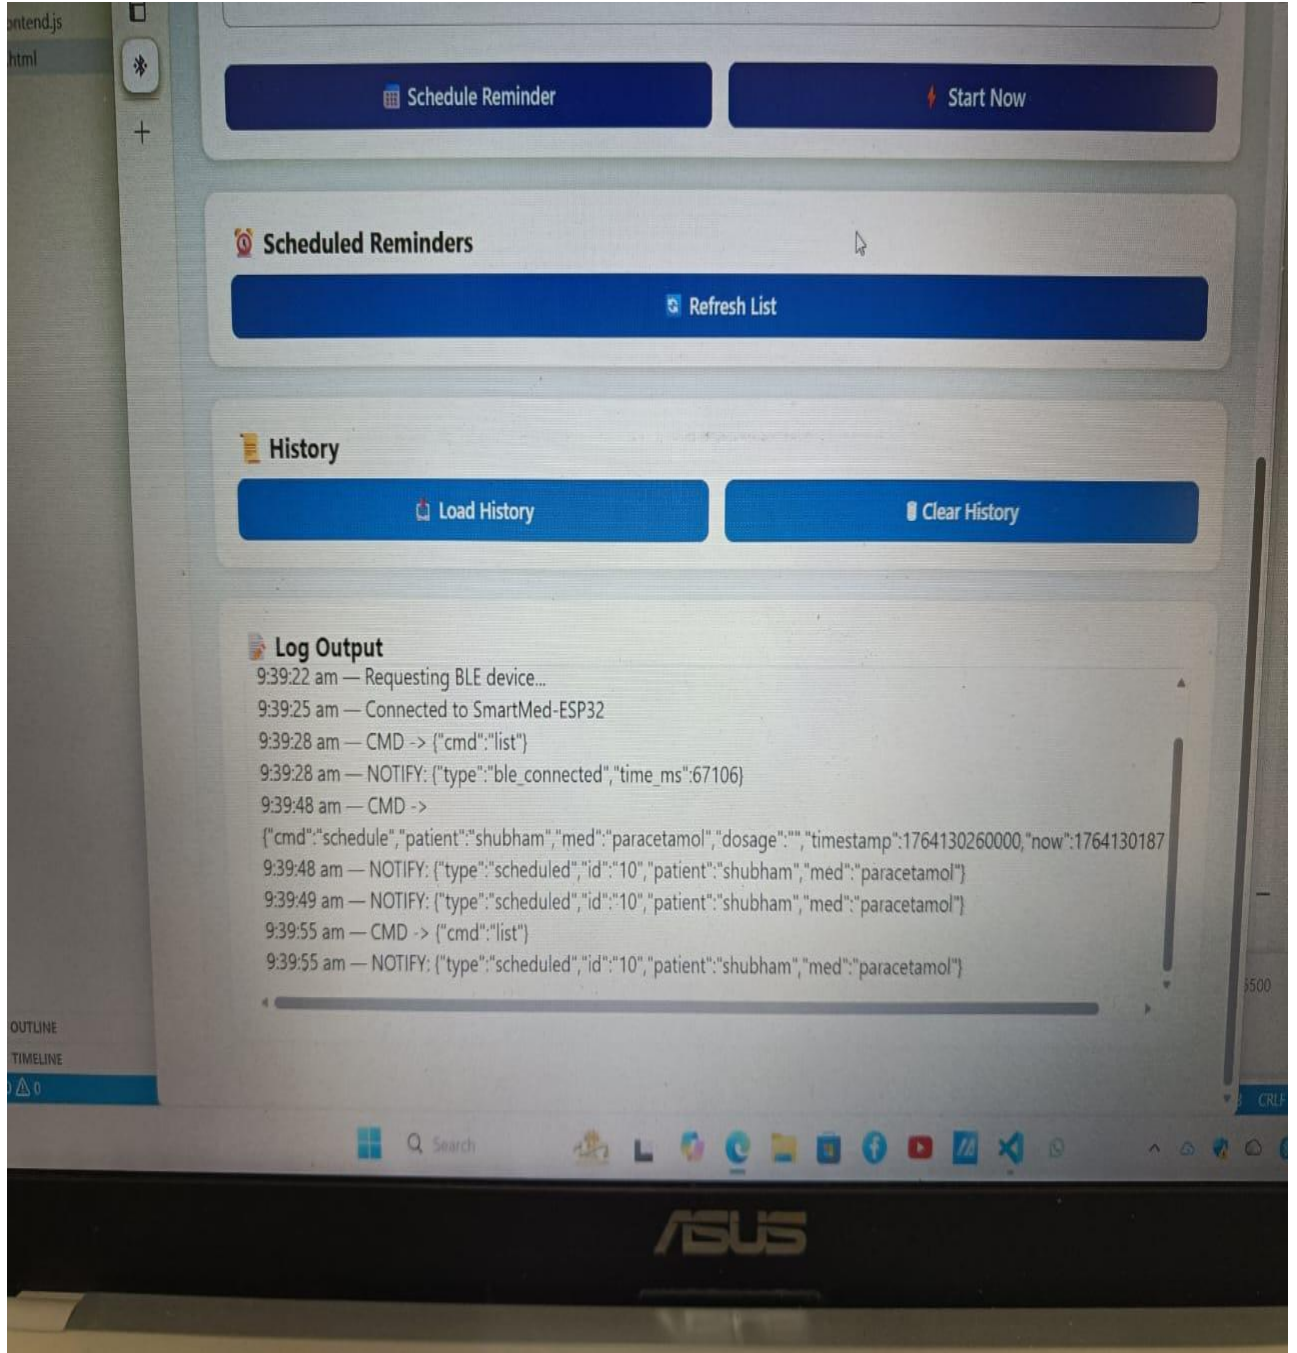 ontend.js
html
Schedule Reminder
Start Now
Scheduled Reminders
Refresh List
History
Load History
Clear History
Log Output
9:39:22 am — Requesting BLE device...
9:39:25 am — Connected to SmartMed-ESP32
9:39:28 am — CMD -> {"cmd":"list"}
9:39:28 am — NOTIFY: {"type":"ble_connected","time_ms":67106}
9:39:48 am — CMD ->
{"cmd":"schedule","patient":"shubham","med":"paracetamol","dosage":"","timestamp":1764130260000,"now":1764130187
9:39:48 am — NOTIFY: {"type":"scheduled","id":"10","patient":"shubham","med":"paracetamol"}
9:39:49 am — NOTIFY: {"type":"scheduled","id":"10","patient":"shubham","med":"paracetamol"}
9:39:55 am — CMD -> {"cmd":"list"}
9:39:55 am — NOTIFY: {"type":"scheduled","id":"10","patient":"shubham","med":"paracetamol"}
5500
OUTLINE
TIMELINE
0
CRLF
Search
ASUS